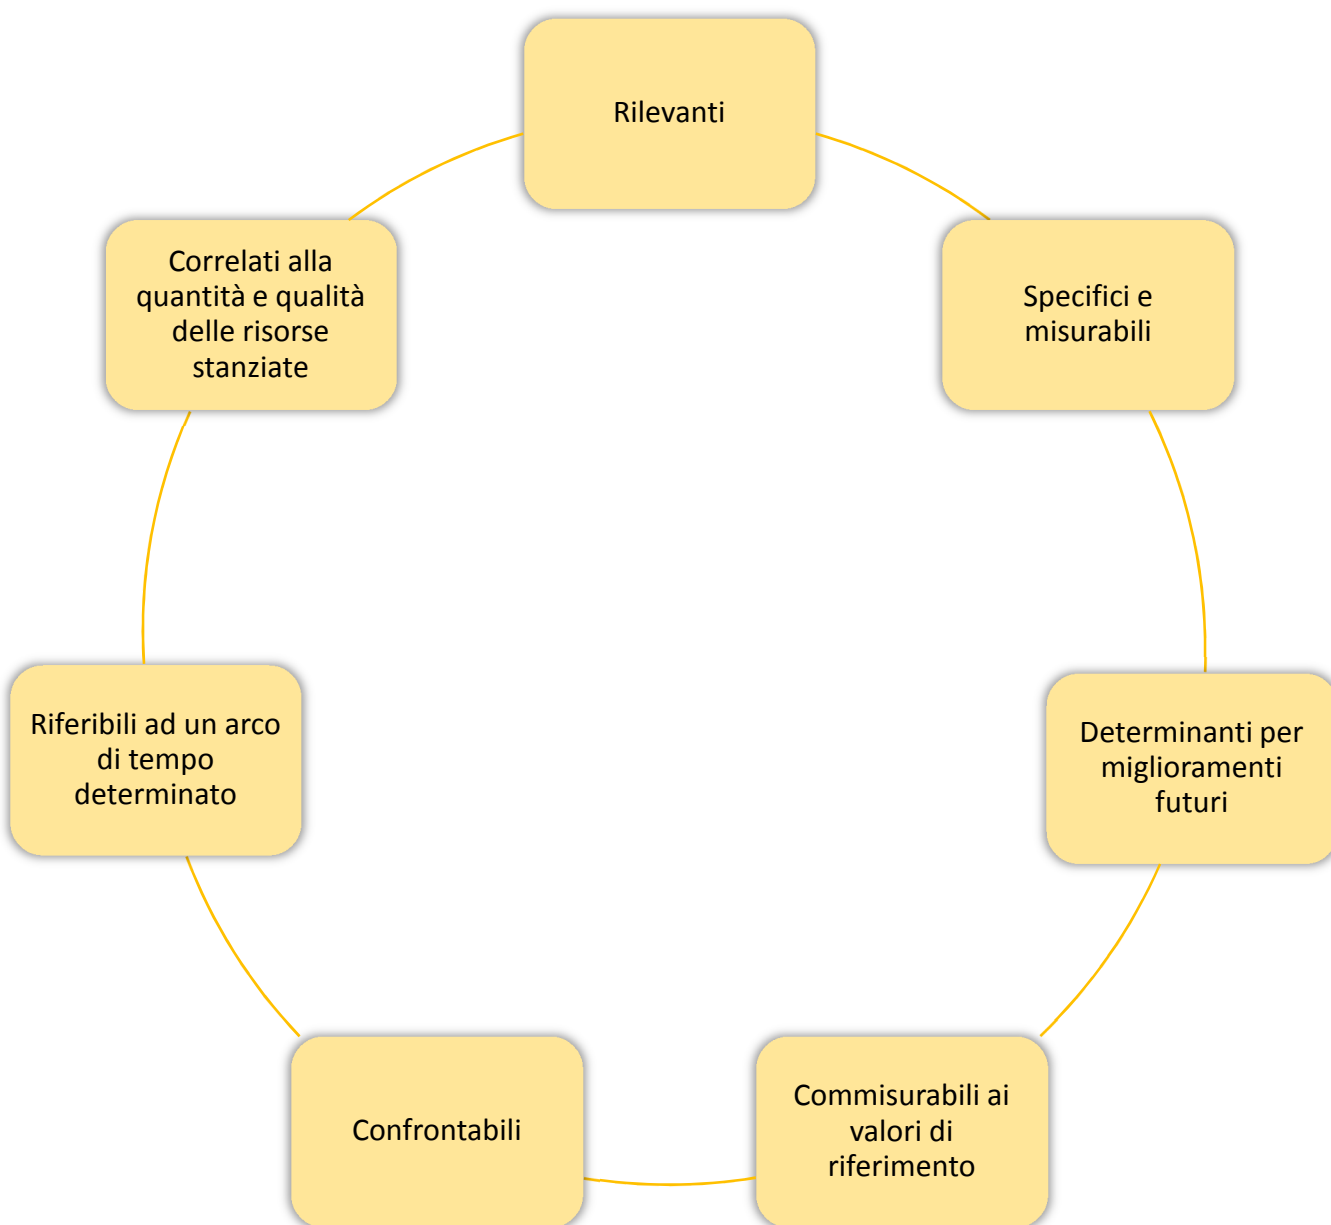 Rilevanti
Specifici e
misurabili
Determinanti per
miglioramenti
futuri
Commisurabili ai
valori di
riferimento
Confrontabili
Riferibili ad un arco
di tempo
determinato
Correlati alla
quantità e qualità
delle risorse
stanziate